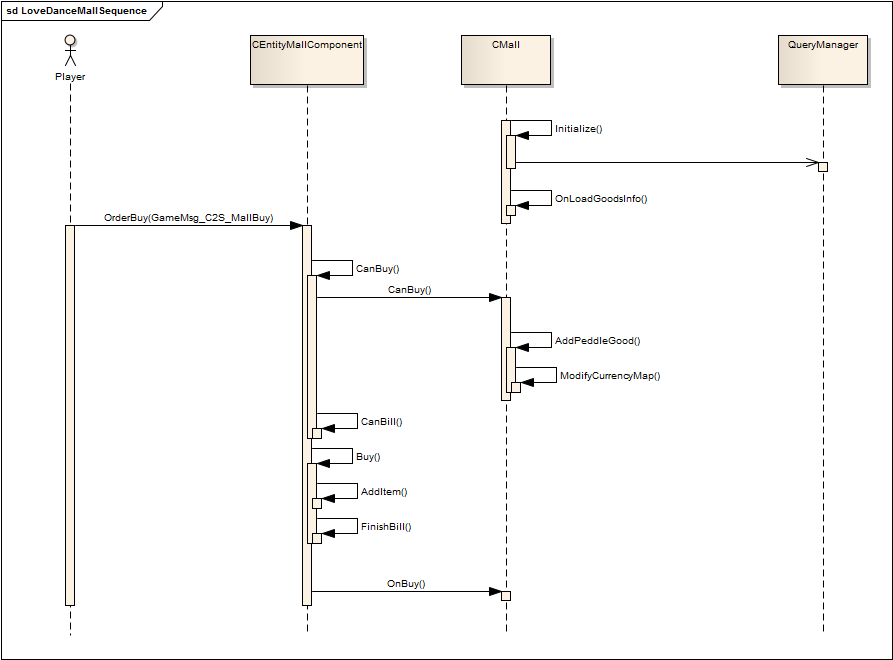 sd LoveDanceMallSequence
Player
CEntityMallComponent
CMall
QueryManager
Initialize()
OnLoadGoodsInfo()
OrderBuy(GameMsg_C2S_MallBuy)
CanBuy()
CanBuy()
AddPeddleGood()
ModifyCurrencyMap()
CanBill()
Buy()
AddItem()
FinishBill()
OnBuy()